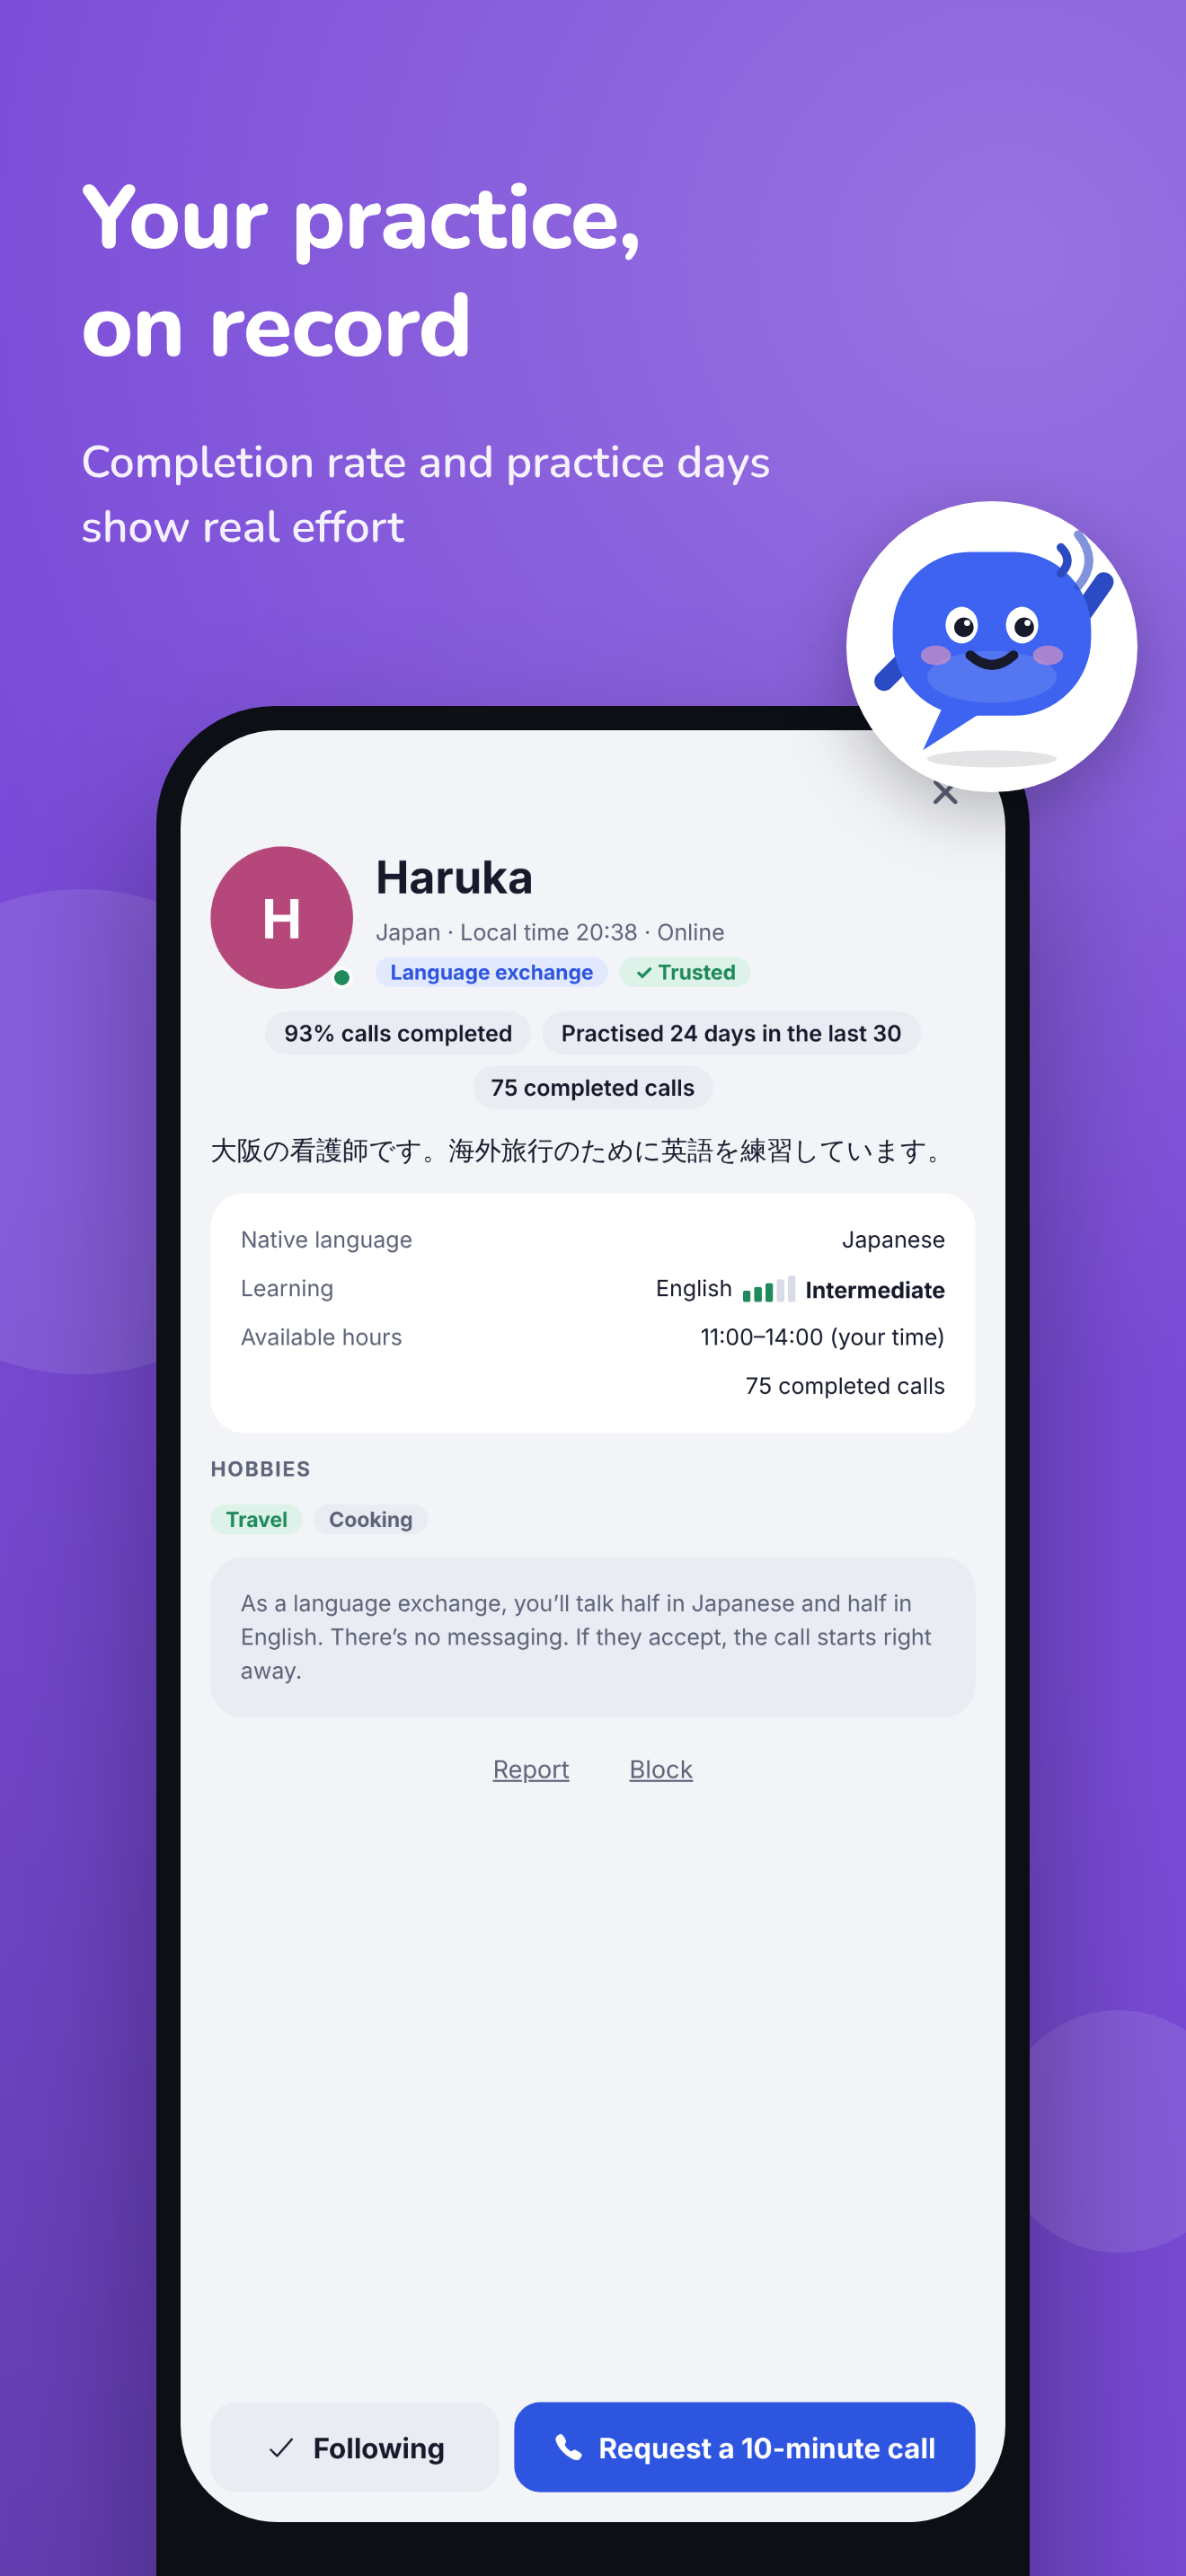 Your practice,
on record
Completion rate and practice days
show real effort
H
Haruka
Japan · Local time 20:38 · Online
Language exchange
✓ Trusted
93% calls completed
Practised 24 days in the last 30
75 completed calls
大阪の看護師です。海外旅行のために英語を練習しています。
Native language
Japanese
Learning
English
Intermediate
Available hours
11:00–14:00 (your time)
75 completed calls
HOBBIES
Travel
Cooking
As a language exchange, you’ll talk half in Japanese and half in
English. There’s no messaging. If they accept, the call starts right
away.
Report
Block
Following
Request a 10-minute call